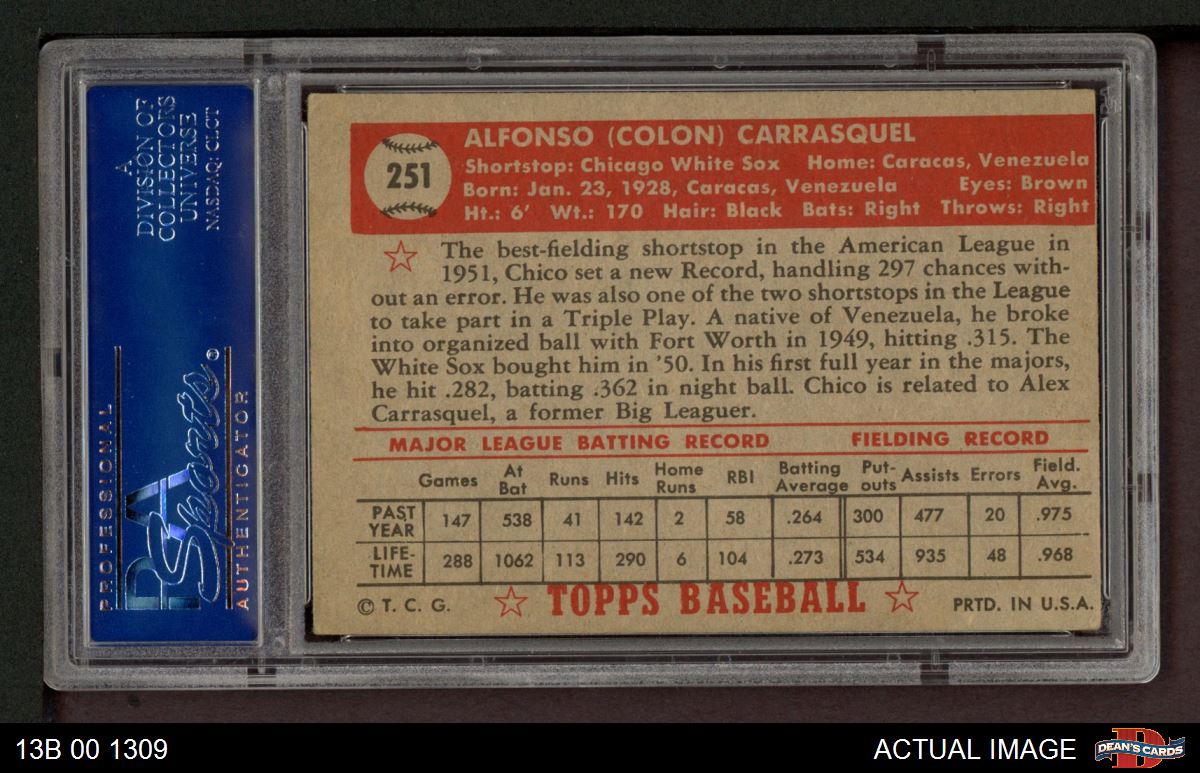 A
DIVISION OF
COLLECTORS
UNIVERSE
NASDAQ: CLCT
PROFESSIONAL
PSA
Sports®
AUTHENTICATOR
251
ALFONSO (COLON) CARRASQUEL
Shortstop: Chicago White Sox Home: Caracas, Venezuela
Born: Jan. 23, 1928, Caracas, Venezuela Eyes: Brown
Ht.: 6' Wt.: 170 Hair: Black Bats: Right Throws: Right
The best-fielding shortstop in the American League in
1951, Chico set a new Record, handling 297 chances with-
out an error. He was also one of the two shortstops in the League
to take part in a Triple Play. A native of Venezuela, he broke
into organized ball with Fort Worth in 1949, hitting .315. The
White Sox bought him in '50. In his first full year in the majors,
he hit .282, batting .362 in night ball. Chico is related to Alex
Carrasquel, a former Big Leaguer.
MAJOR LEAGUE BATTING RECORD FIELDING RECORD
Games At Bat Runs Hits Home Runs RBI Batting Average Put-outs Assists Errors Field. Avg.
PAST YEAR 147 538 41 142 2 58 .264 300 477 20 .975
LIFE-TIME 288 1062 113 290 6 104 .273 534 935 48 .968
© T. C. G. TOPPS BASEBALL PRTD. IN U.S.A.
13B 00 1309 ACTUAL IMAGE DEAN'S CARDS